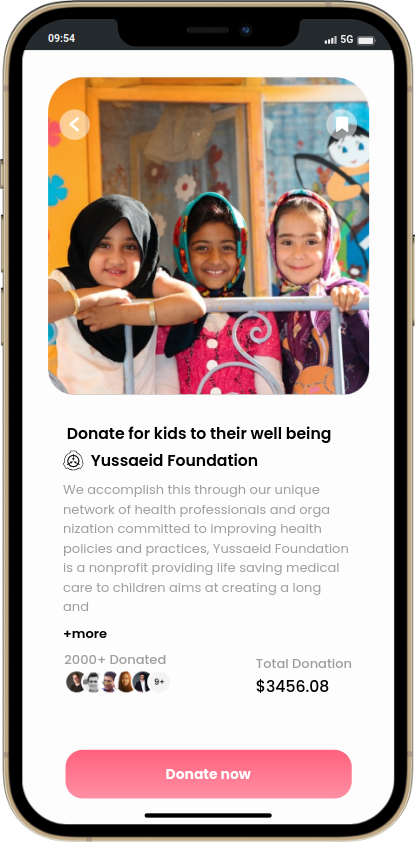 09:54
5G
Donate for kids to their well being
Yussaeid Foundation
We accomplish this through our unique
network of health professionals and orga
nization committed to improving health
policies and practices, Yussaeid Foundation
is a nonprofit providing life saving medical
care to children aims at creating a long
and
+more
2000+ Donated
9+
Total Donation
$3456.08
Donate now